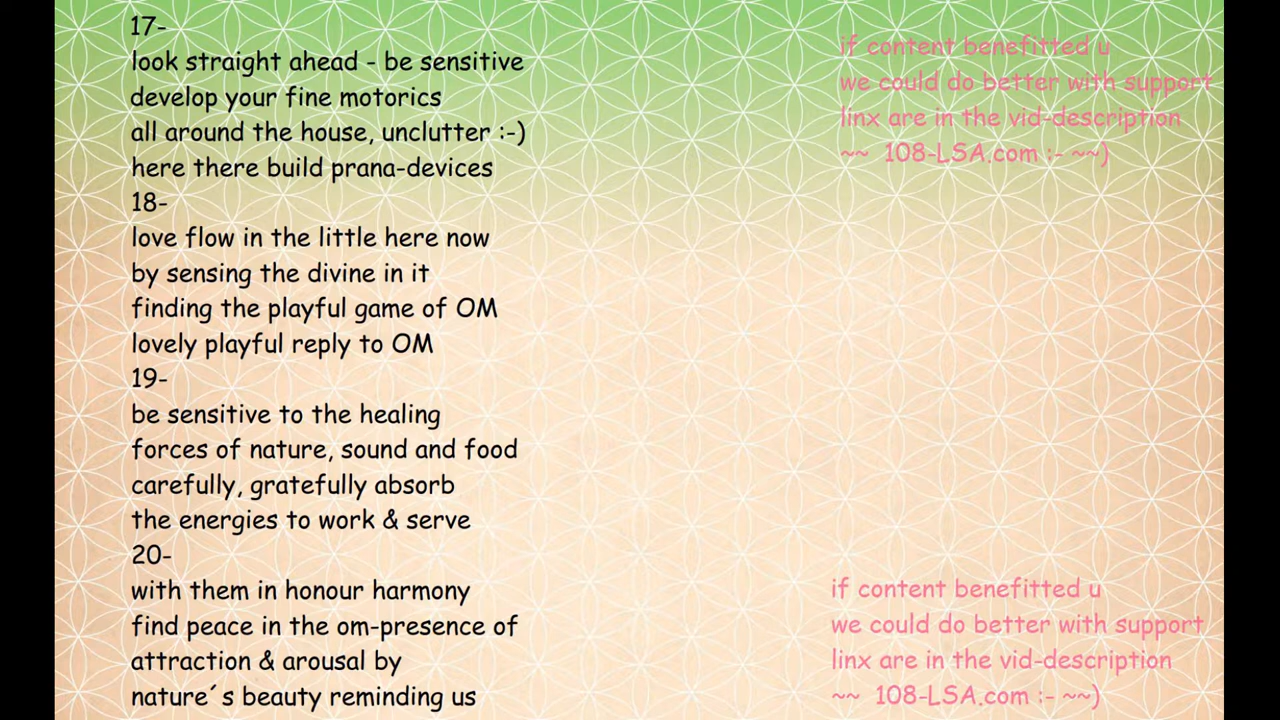 17-
look straight ahead - be sensitive
develop your fine motorics
all around the house, unclutter :-)
here there build prana-devices
18-
love flow in the little here now
by sensing the divine in it
finding the playful game of OM
lovely playful reply to OM
19-
be sensitive to the healing
forces of nature, sound and food
carefully, gratefully absorb
the energies to work & serve
20-
with them in honour harmony
find peace in the om-presence of
attraction & arousal by
nature´s beauty reminding us
if content benefitted u
we could do better with support
linx are in the vid-description
~~ 108-LSA.com :- ~~)
if content benefitted u
we could do better with support
linx are in the vid-description
~~ 108-LSA.com :- ~~)